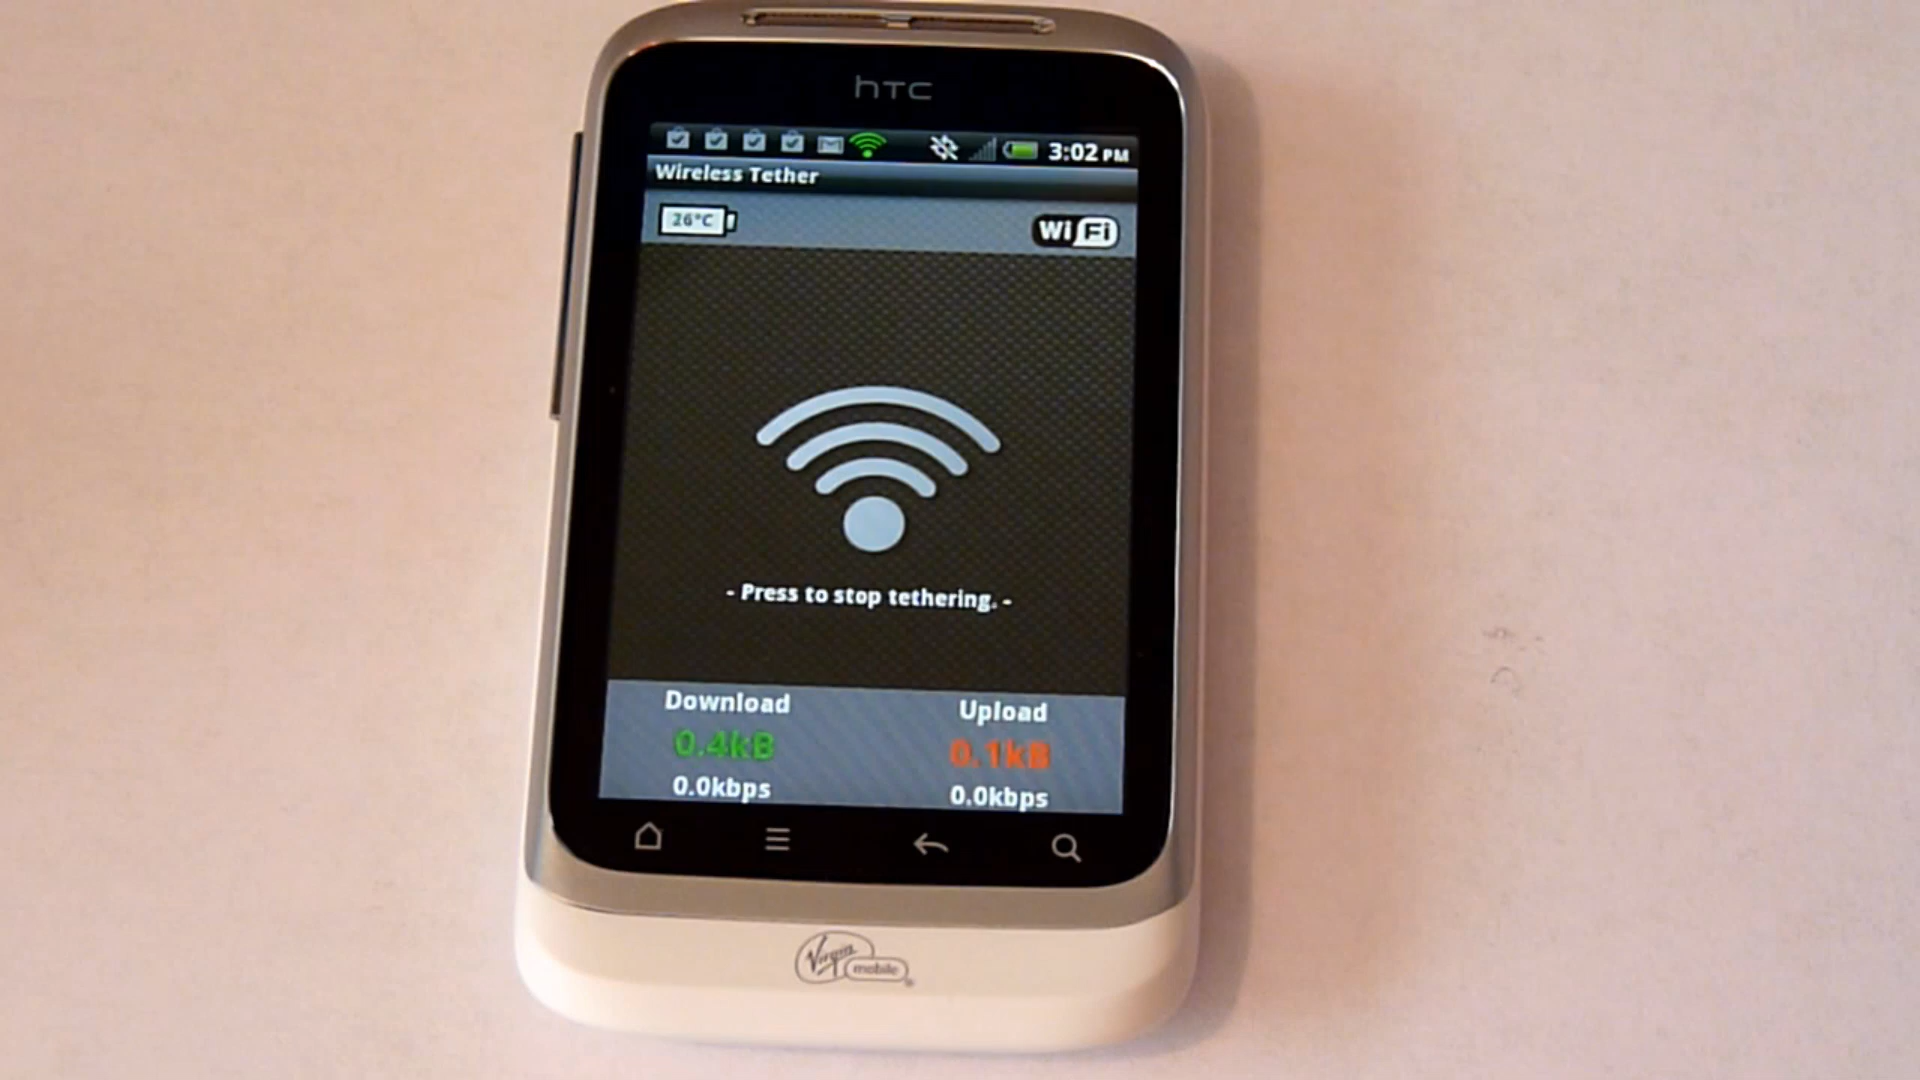 hTC
3:02 PM
Wireless Tether
26°C
WiFi
- Press to stop tethering. -
Download Upload
0.4kB 0.1kB
0.0kbps 0.0kbps
Virgin
mobile